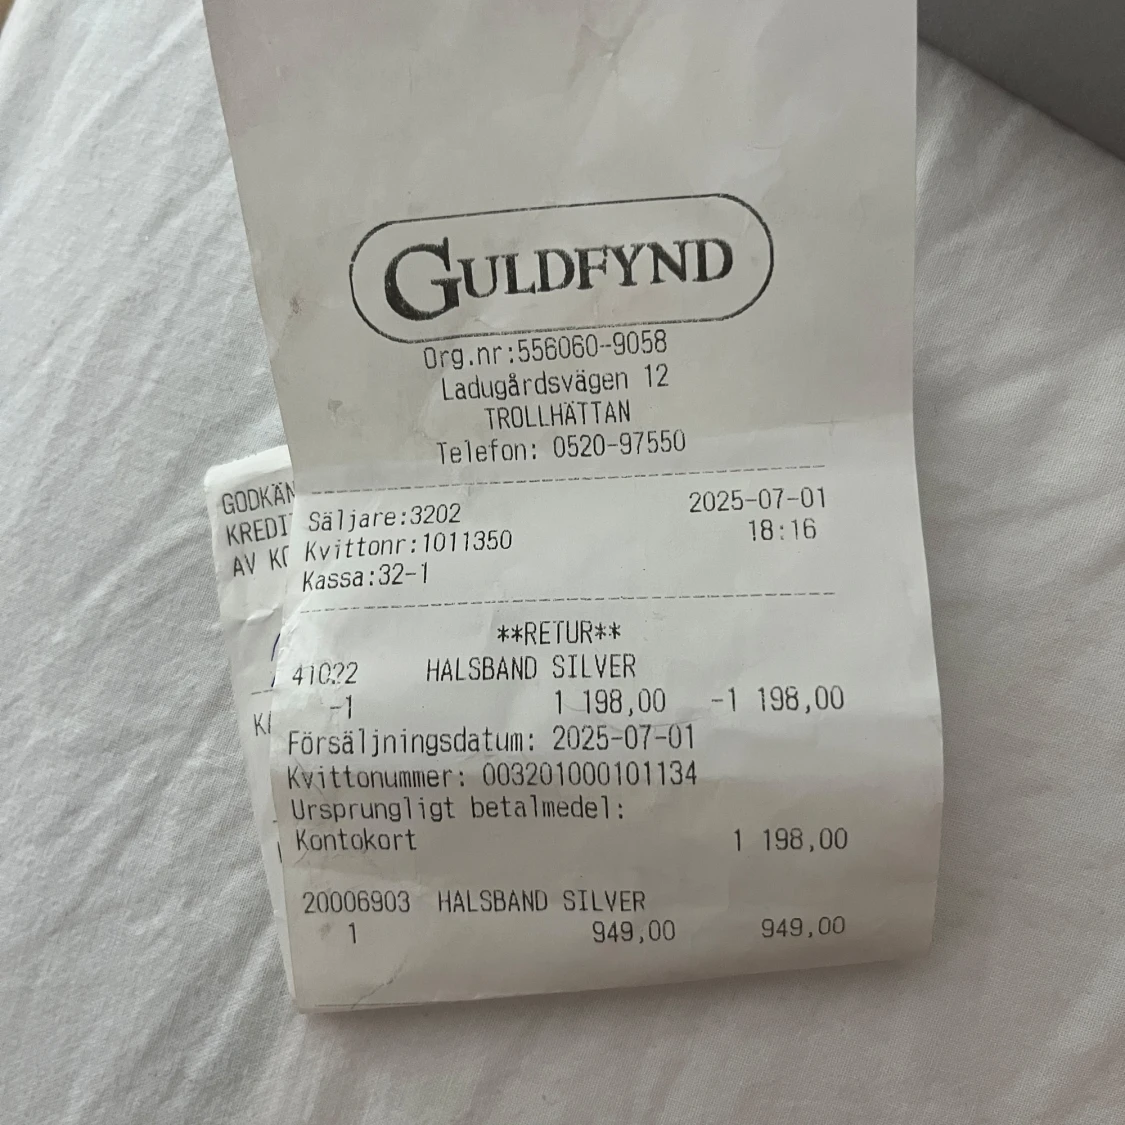 GULDFYND
Org.nr:556060-9058
Ladugårdsvägen 12
TROLLHÄTTAN
Telefon: 0520-97550
Säljare:3202 2025-07-01
Kvittonr:1011350 18:16
Kassa:32-1
**RETUR**
41022 HALSBAND SILVER
-1 1 198,00 -1 198,00
Försäljningsdatum: 2025-07-01
Kvittonummer: 003201000101134
Ursprungligt betalmedel:
Kontokort 1 198,00
20006903 HALSBAND SILVER
1 949,00 949,00
GODKÄN
KREDI
AV